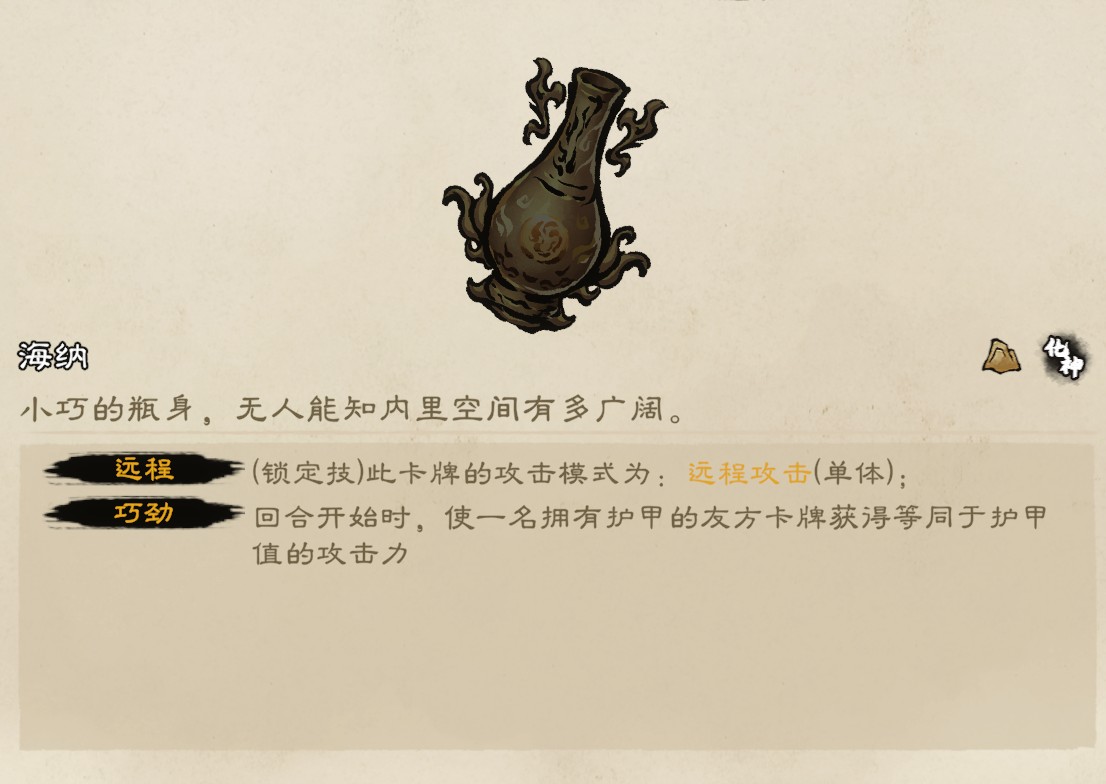 海纳
化神
小巧的瓶身，无人能知内里空间有多广阔。
远程 (锁定技)此卡牌的攻击模式为：远程攻击(单体)；
巧劲 回合开始时，使一名拥有护甲的友方卡牌获得等同于护甲
值的攻击力